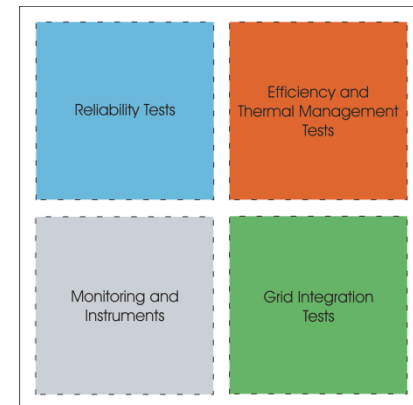 Reliability Tests
Efficiency and
Thermal Management
Tests
Monitoring and
Instruments
Grid Integration
Tests